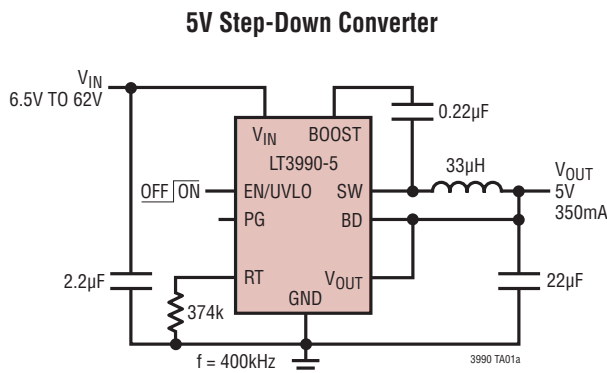 5V Step-Down Converter
VIN
6.5V TO 62V
VIN BOOST
0.22µF
LT3990-5
OFF ON
EN/UVLO SW
33µH
VOUT
5V
350mA
PG BD
2.2µF
RT VOUT
22µF
374k
GND
f = 400kHz
3990 TA01a